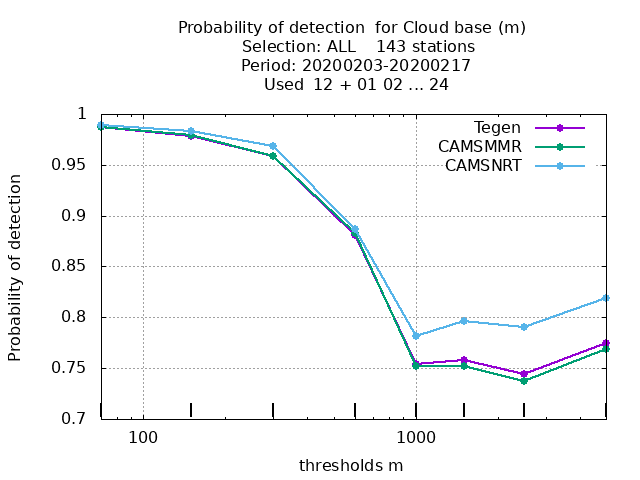 Probability of detection  for Cloud base (m)
Selection: ALL    143 stations
Period: 20200203-20200217
Used  12 + 01 02 ... 24
Tegen
CAMSMMR
CAMSNRT
1
0.95
0.9
0.85
0.8
0.75
0.7
Probability of detection
100
1000
thresholds m